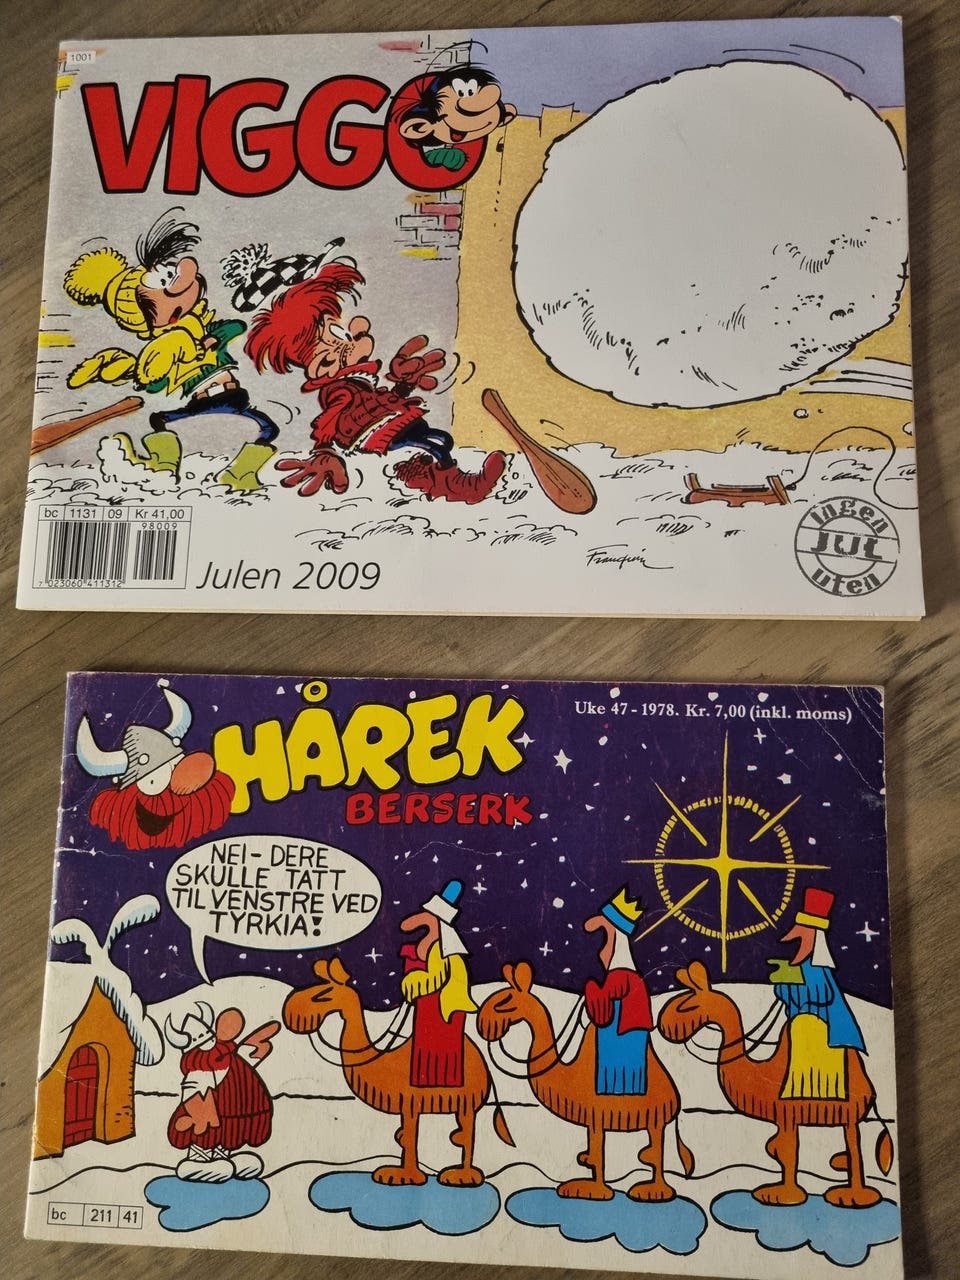 1001
VIGGO
bc 1131 09 Kr 41,00
98009
7 023060 411312
Julen 2009
Franquin
ingen
JUL
uten
HÅREK
BERSERK
Uke 47 - 1978. Kr. 7,00 (inkl. moms)
NEI - DERE
SKULLE TATT
TIL VENSTRE VED
TYRKIA!
bc 211 41